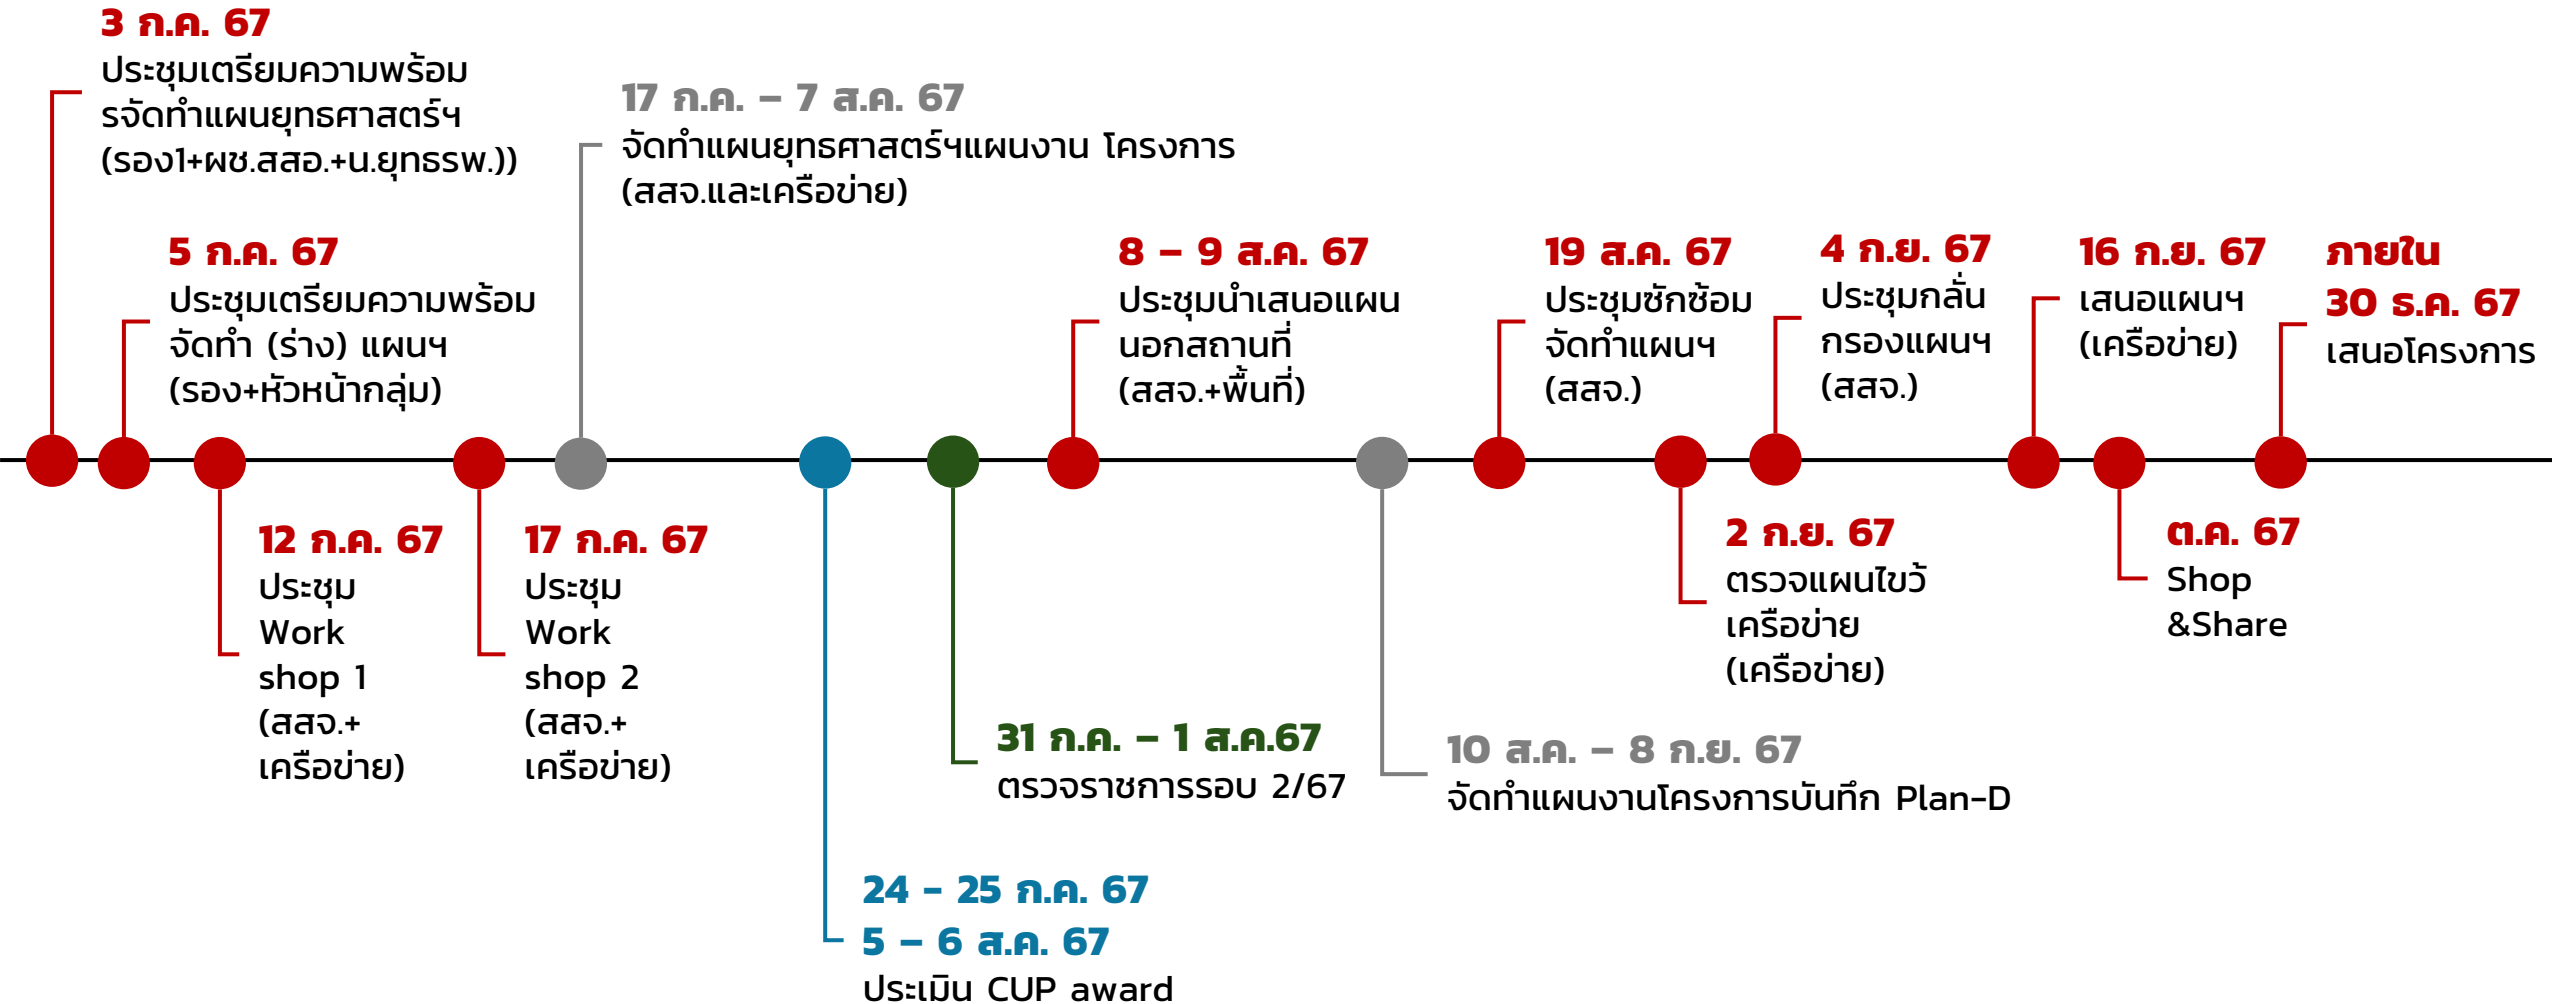 3 ก.ค. 67
ประชุมเตรียมความพร้อม
รจัดทำแผนยุทธศาสตร์ฯ
(รอง1+ผช.สสอ.+น.ยุทธรพ.))
5 ก.ค. 67
ประชุมเตรียมความพร้อม
จัดทำ (ร่าง) แผนฯ
(รอง+หัวหน้ากลุ่ม)
12 ก.ค. 67
ประชุม
Work
shop 1
(สสจ.+
เครือข่าย)
17 ก.ค. 67
ประชุม
Work
shop 2
(สสจ.+
เครือข่าย)
17 ก.ค. – 7 ส.ค. 67
จัดทำแผนยุทธศาสตร์ฯแผนงาน โครงการ
(สสจ.และเครือข่าย)
24 - 25 ก.ค. 67
5 – 6 ส.ค. 67
ประเมิน CUP award
31 ก.ค. – 1 ส.ค.67
ตรวจราชการรอบ 2/67
8 – 9 ส.ค. 67
ประชุมนำเสนอแผน
นอกสถานที่
(สสจ.+พื้นที่)
10 ส.ค. – 8 ก.ย. 67
จัดทำแผนงานโครงการบันทึก Plan-D
19 ส.ค. 67
ประชุมซักซ้อม
จัดทำแผนฯ
(สสจ.)
2 ก.ย. 67
ตรวจแผนไขว้
เครือข่าย
(เครือข่าย)
4 ก.ย. 67
ประชุมกลั่น
กรองแผนฯ
(สสจ.)
16 ก.ย. 67
เสนอแผนฯ
(เครือข่าย)
ต.ค. 67
Shop
&Share
ภายใน
30 ธ.ค. 67
เสนอโครงการ